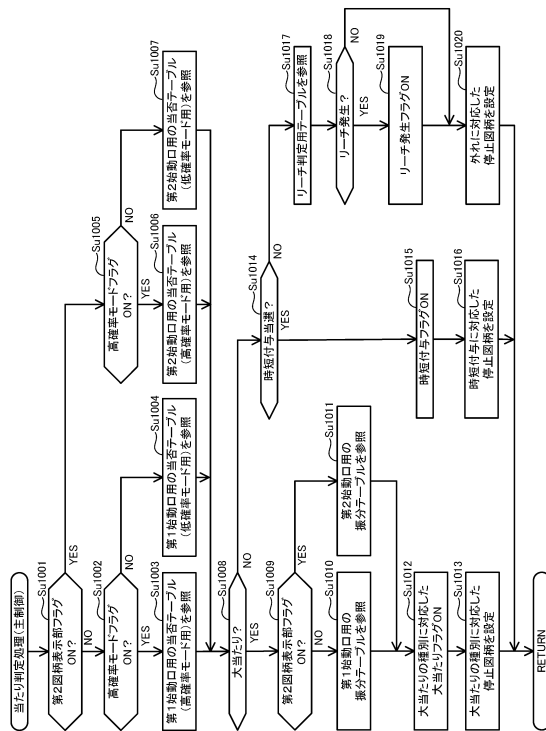 当たり判定処理(主制御)
Su1001
第2図柄表示部フラグ
ON?
YES
NO
Su1002
高確率モードフラグ
ON?
NO
YES
Su1003
第1始動口用の当否テーブル
(高確率モード用)を参照
Su1004
第1始動口用の当否テーブル
(低確率モード用)を参照
Su1005
高確率モードフラグ
ON?
NO
YES
Su1006
第2始動口用の当否テーブル
(高確率モード用)を参照
Su1007
第2始動口用の当否テーブル
(低確率モード用)を参照
Su1008
大当たり?
NO
YES
Su1009
第2図柄表示部フラグ
ON?
YES
NO
Su1010
第1始動口用の
振分テーブルを参照
Su1011
第2始動口用の
振分テーブルを参照
Su1012
大当たりの種別に対応した
大当たりフラグON
Su1013
大当たりの種別に対応した
停止図柄を設定
Su1014
時短付与当選?
NO
YES
Su1015
時短付与フラグON
Su1016
時短付与に対応した
停止図柄を設定
Su1017
リーチ判定用テーブルを参照
Su1018
リーチ発生?
NO
YES
Su1019
リーチ発生フラグON
Su1020
外れに対応した
停止図柄を設定
RETURN